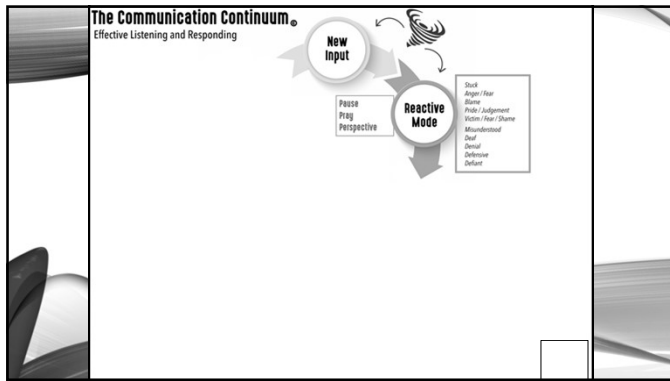 The Communication Continuum®
Effective Listening and Responding
New
Input
Pause
Pray
Perspective
Reactive
Mode
Stuck
Anger / Fear
Blame
Pride / Judgement
Victim / Fear / Shame
Misunderstood
Deaf
Denial
Defensive
Defiant